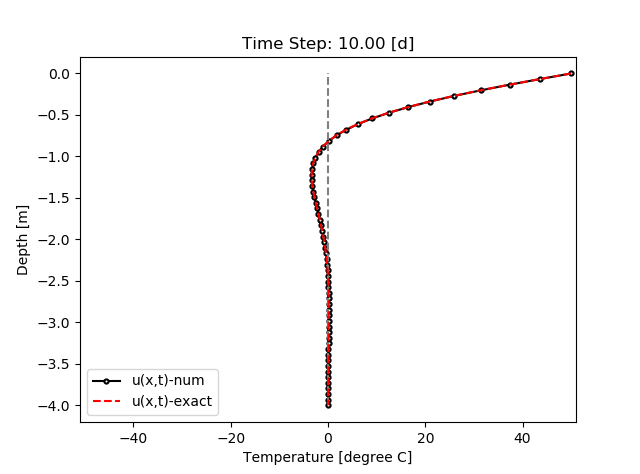 Time Step: 10.00 [d]
0.0
−0.5
−1.0
−1.5
−2.0
−2.5
−3.0
−3.5
−4.0
Depth [m]
u(x,t)-num
u(x,t)-exact
−40
−20
0
20
40
Temperature [degree C]